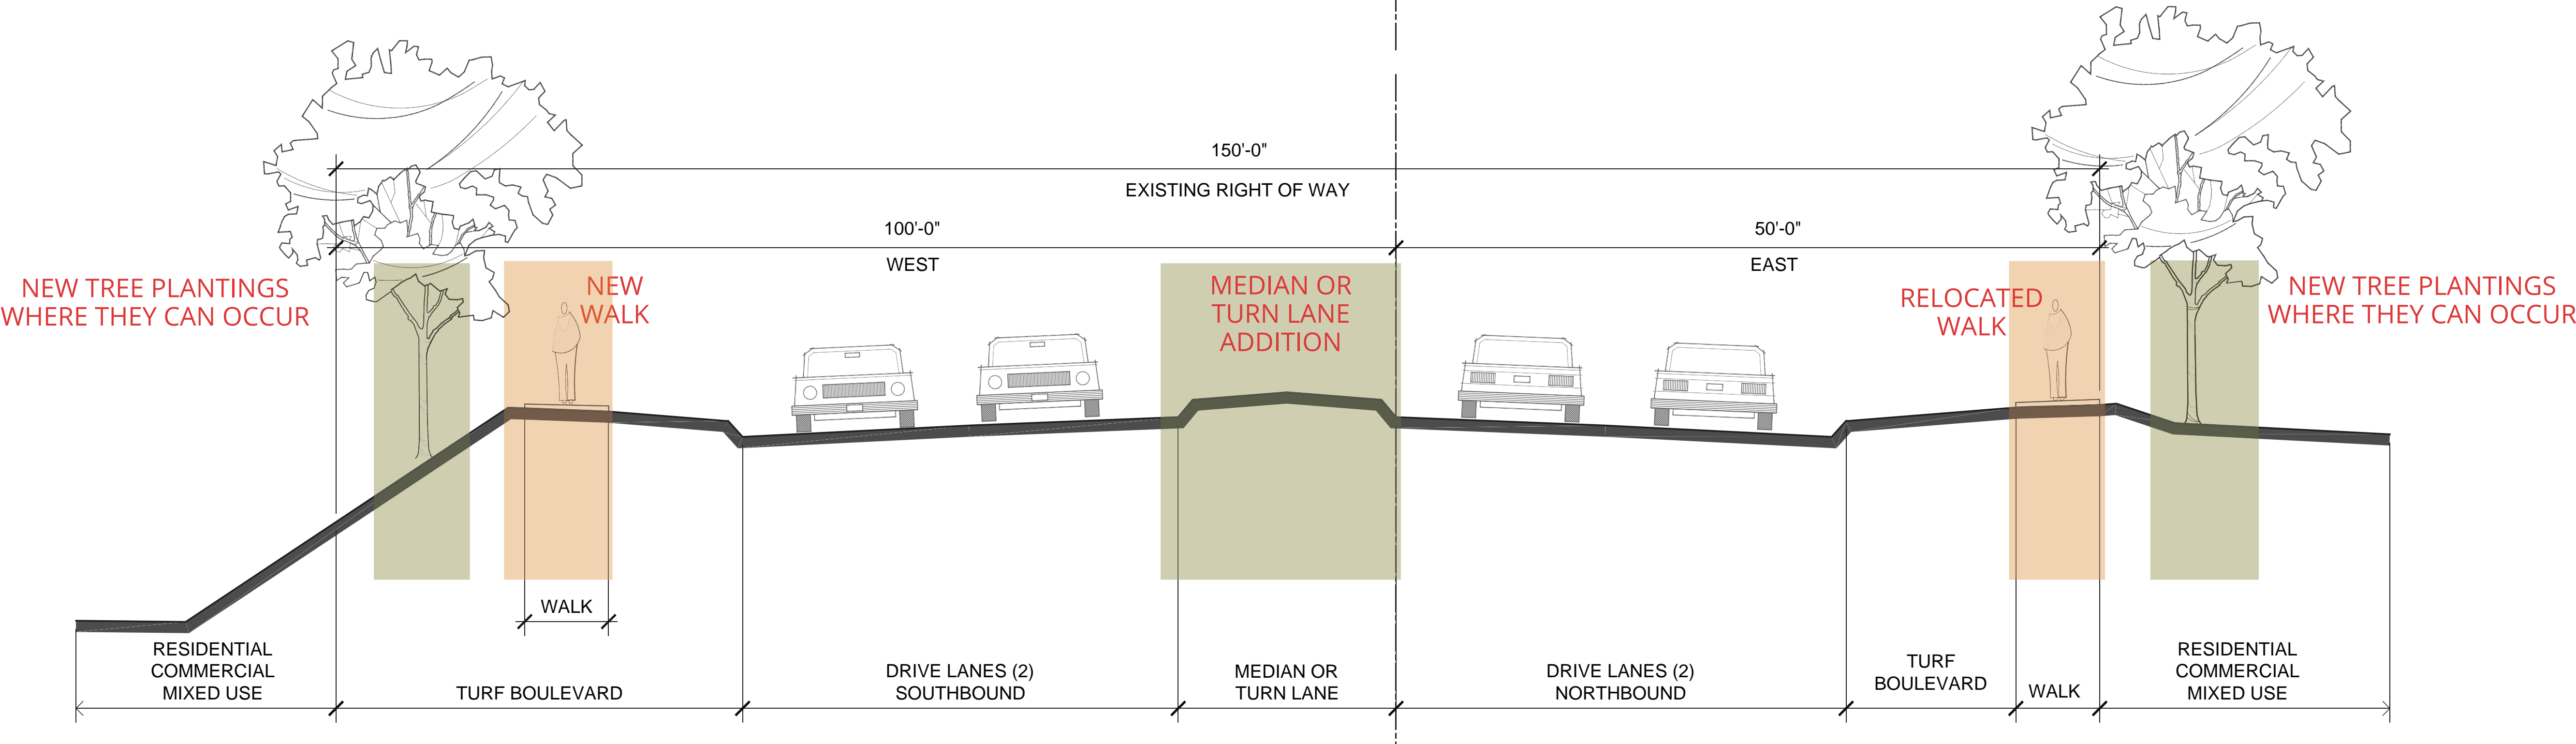 150'-0"
EXISTING RIGHT OF WAY
100'-0"
WEST
50'-0"
EAST
NEW TREE PLANTINGS
WHERE THEY CAN OCCUR
NEW
WALK
MEDIAN OR
TURN LANE
ADDITION
RELOCATED
WALK
NEW TREE PLANTINGS
WHERE THEY CAN OCCUR
WALK
RESIDENTIAL
COMMERCIAL
MIXED USE
TURF BOULEVARD
DRIVE LANES (2)
SOUTHBOUND
MEDIAN OR
TURN LANE
DRIVE LANES (2)
NORTHBOUND
TURF
BOULEVARD
WALK
RESIDENTIAL
COMMERCIAL
MIXED USE